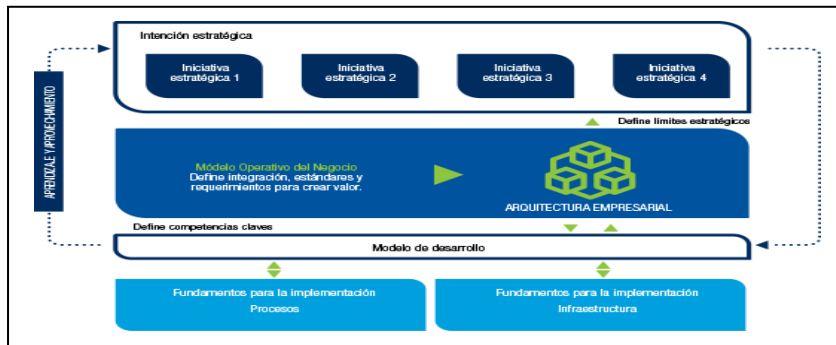 Intención estratégica
Iniciativa
estratégica 1
Iniciativa
estratégica 2
Iniciativa
estratégica 3
Iniciativa
estratégica 4
Define límites estratégicos
APRENDIZAJE Y APROVECHAMIENTO
Módelo Operativo del Negocio
Define integración, estándares y
requerimientos para crear valor.
ARQUITECTURA EMPRESARIAL
Define competencias claves
Modelo de desarrollo
Fundamentos para la implementación
Procesos
Fundamentos para la implementación
Infraestructura